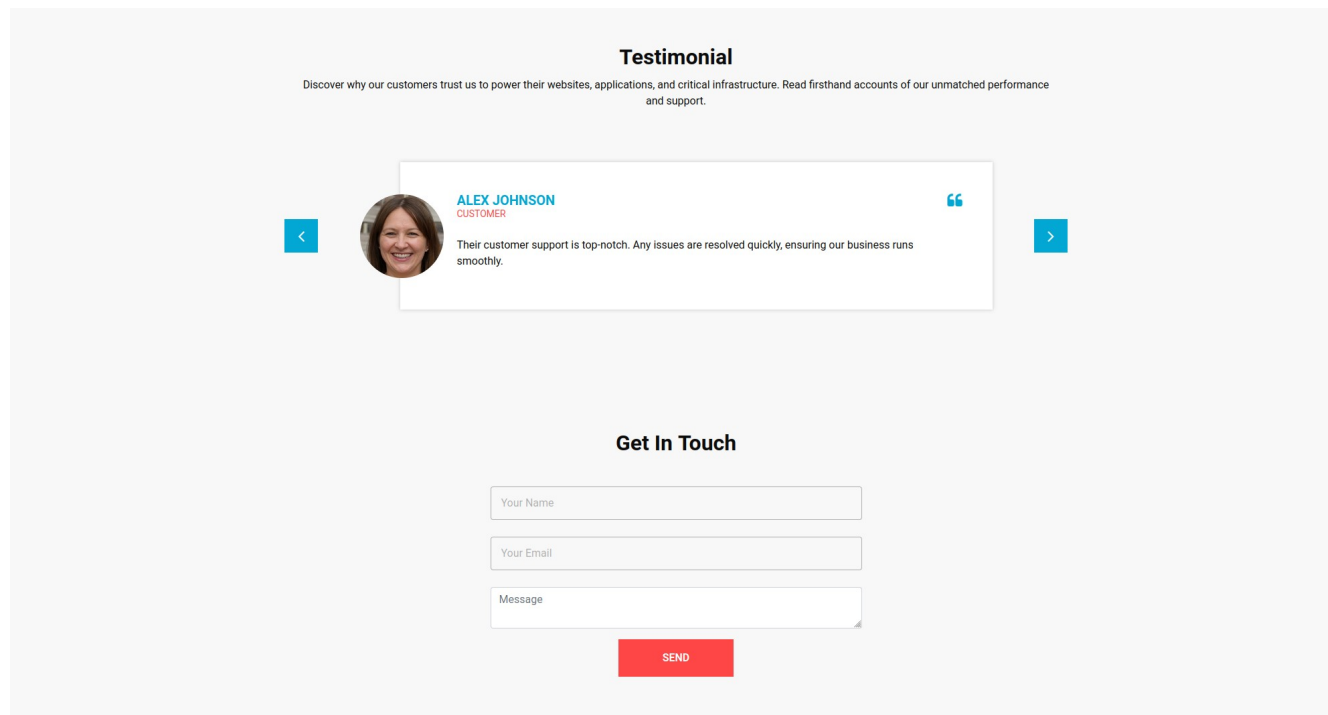 Testimonial
Discover why our customers trust us to power their websites, applications, and critical infrastructure. Read firsthand accounts of our unmatched performance
and support.
ALEX JOHNSON
CUSTOMER
Their customer support is top-notch. Any issues are resolved quickly, ensuring our business runs
smoothly.
Get In Touch
Your Name
Your Email
Message
SEND